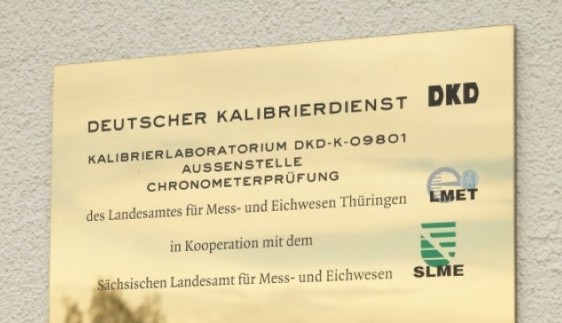 DEUTSCHER KALIBRIERDIENST DKD
KALIBRIERLABORATORIUM DKD-K-09801
AUSSENSTELLE
CHRONOMETERPRÜFUNG
des Landesamtes für Mess- und Eichwesen Thüringen LMET
in Kooperation mit dem
Sächsischen Landesamt für Mess- und Eichwesen SLME